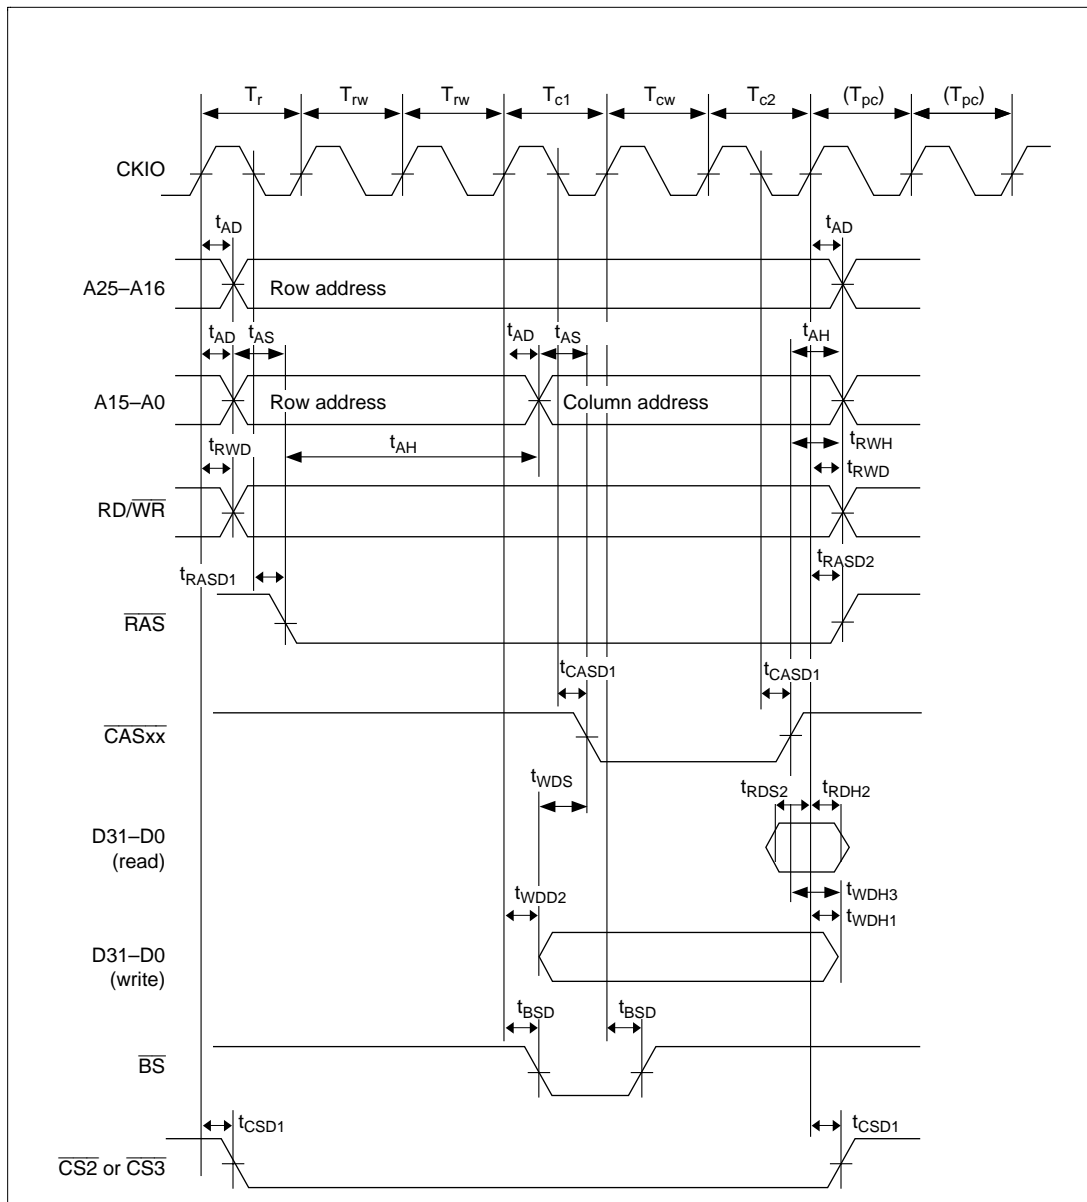 Tr Trw Trw Tc1 Tcw Tc2 (Tpc) (Tpc)
CKIO
tAD tAD
A25–A16 Row address
tAD tAS tAD tAS tAH
A15–A0 Row address Column address
tRWD tAH tRWH
tRWD
RD/WR
tRASD1 tRASD2
RAS
tCASD1 tCASD1
CASxx
tWDS tRDS2 tRDH2
D31–D0
(read)
tWDD2 tWDH3
tWDH1
D31–D0
(write)
tBSD tBSD
BS
tCSD1 tCSD1
CS2 or CS3